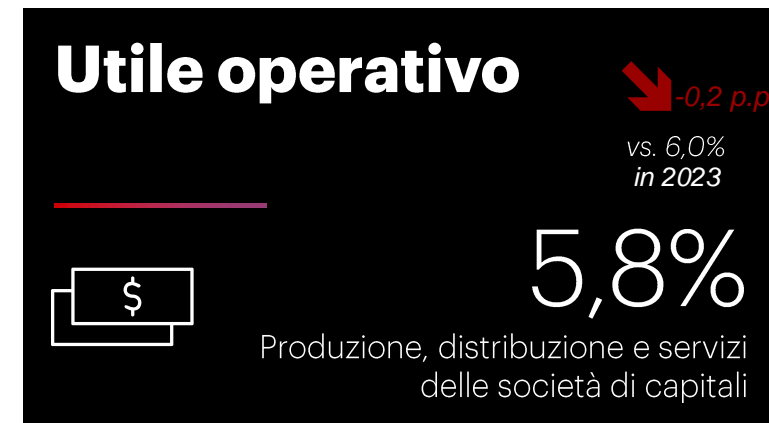 Utile operativo
-0,2 p.p
vs. 6,0%
in 2023
5,8%
$
Produzione, distribuzione e servizi
delle società di capitali